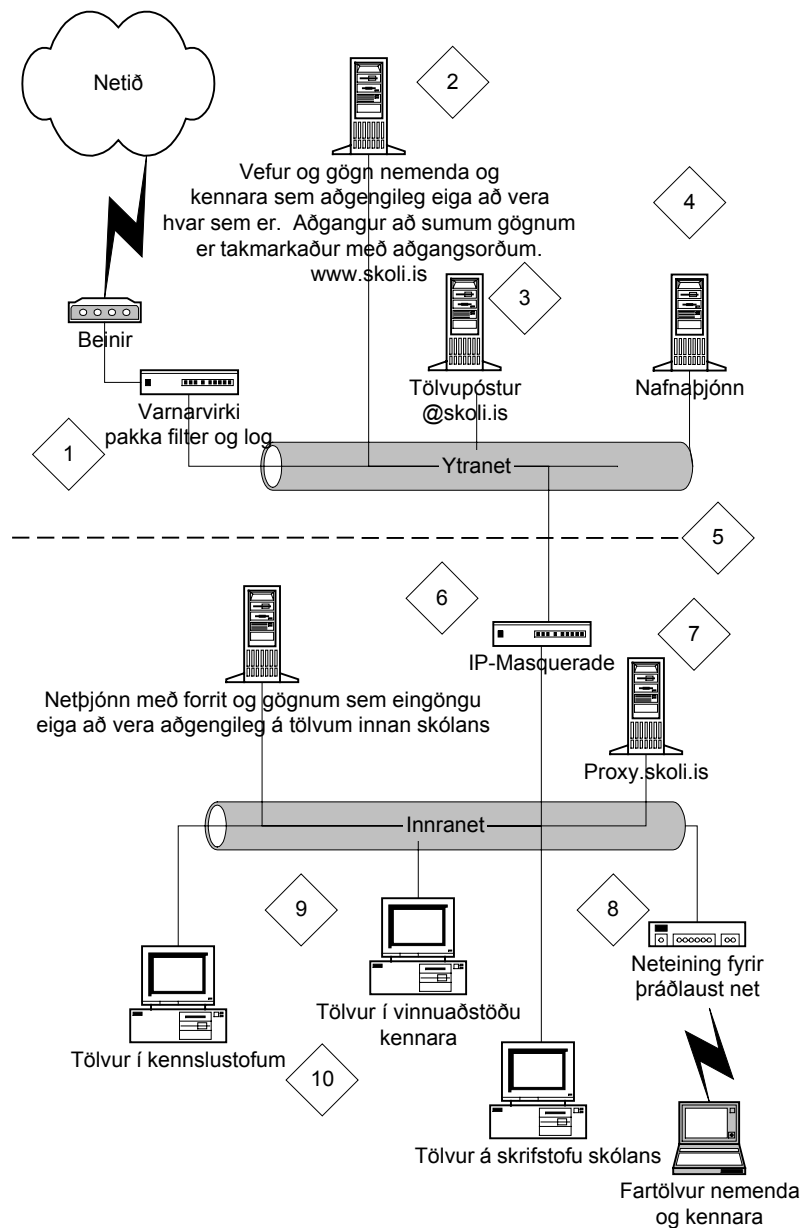 Netið
2
Vefur og gögn nemenda og
kennara sem aðgengileg eiga að vera
hvar sem er. Aðgangur að sumum gögnum
er takmarkaður með aðgangsorðum.
www.skoli.is
4
3
Beinir
Tölvupóstur
@skoli.is
Nafnaþjónn
Varnarvirki
pakka filter og log
1
Ytranet
5
6
7
IP-Masquerade
Netþjónn með forrit og gögnum sem eingöngu
eiga að vera aðgengileg á tölvum innan skólans
Proxy.skoli.is
Innranet
9
8
Neteining fyrir
þráðlaust net
Tölvur í vinnuaðstöðu
kennara
Tölvur í kennslustofum
10
Tölvur á skrifstofu skólans
Fartölvur nemenda
og kennara